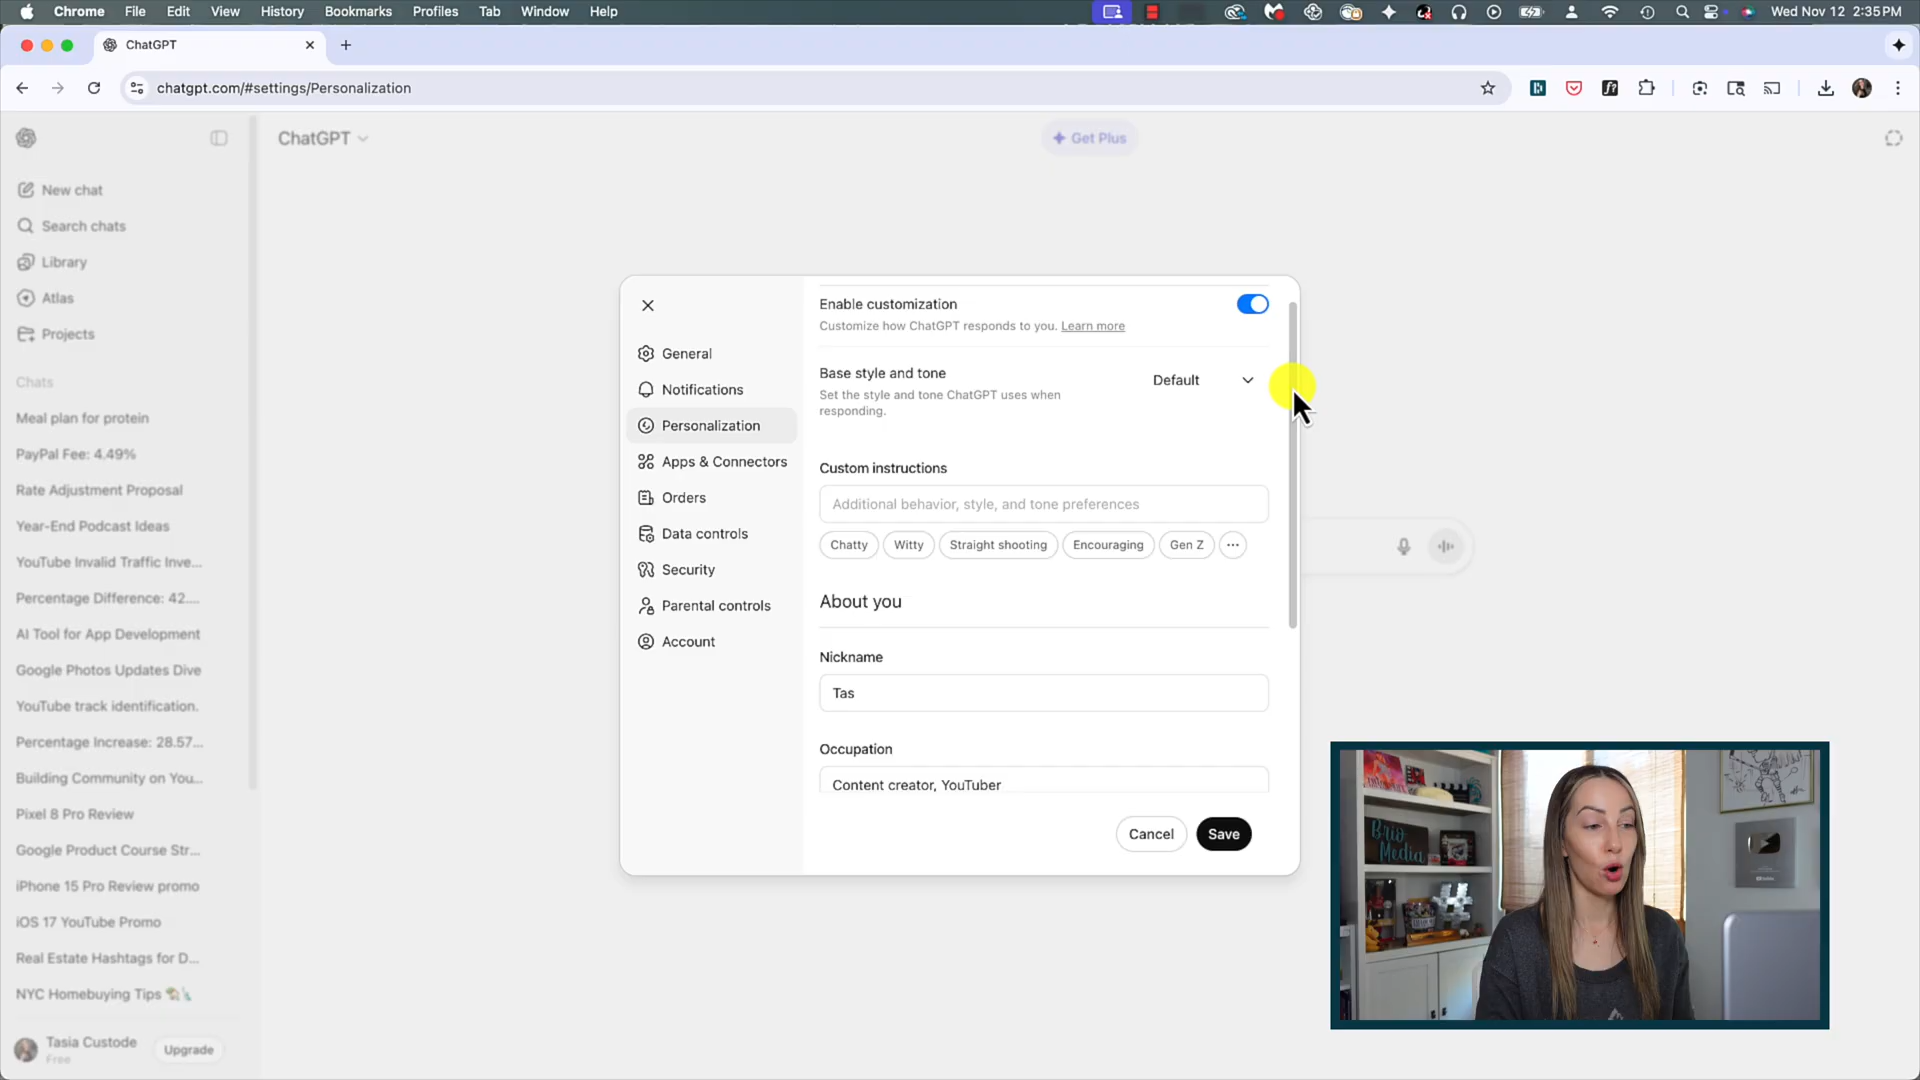 Chrome File Edit View History Bookmarks Profiles Tab Window Help
Wed Nov 12 2:35 PM
ChatGPT
chatgpt.com/#settings/Personalization
ChatGPT
Get Plus
New chat
Search chats
Library
Atlas
Projects
Chats
Meal plan for protein
PayPal Fee: 4.49%
Rate Adjustment Proposal
Year-End Podcast Ideas
YouTube Invalid Traffic Inve...
Percentage Difference: 42....
AI Tool for App Development
Google Photos Updates Dive
YouTube track identification.
Percentage Increase: 28.57...
Building Community on You...
Pixel 8 Pro Review
Google Product Course Str...
iPhone 15 Pro Review promo
iOS 17 YouTube Promo
Real Estate Hashtags for D...
NYC Homebuying Tips
Tasia Custode
Free
Upgrade
General
Notifications
Personalization
Apps & Connectors
Orders
Data controls
Security
Parental controls
Account
Enable customization
Customize how ChatGPT responds to you. Learn more
Base style and tone
Default
Set the style and tone ChatGPT uses when
responding.
Custom instructions
Additional behavior, style, and tone preferences
Chatty Witty Straight shooting Encouraging Gen Z
About you
Nickname
Tas
Occupation
Content creator, YouTuber
Cancel Save
Brio
Media